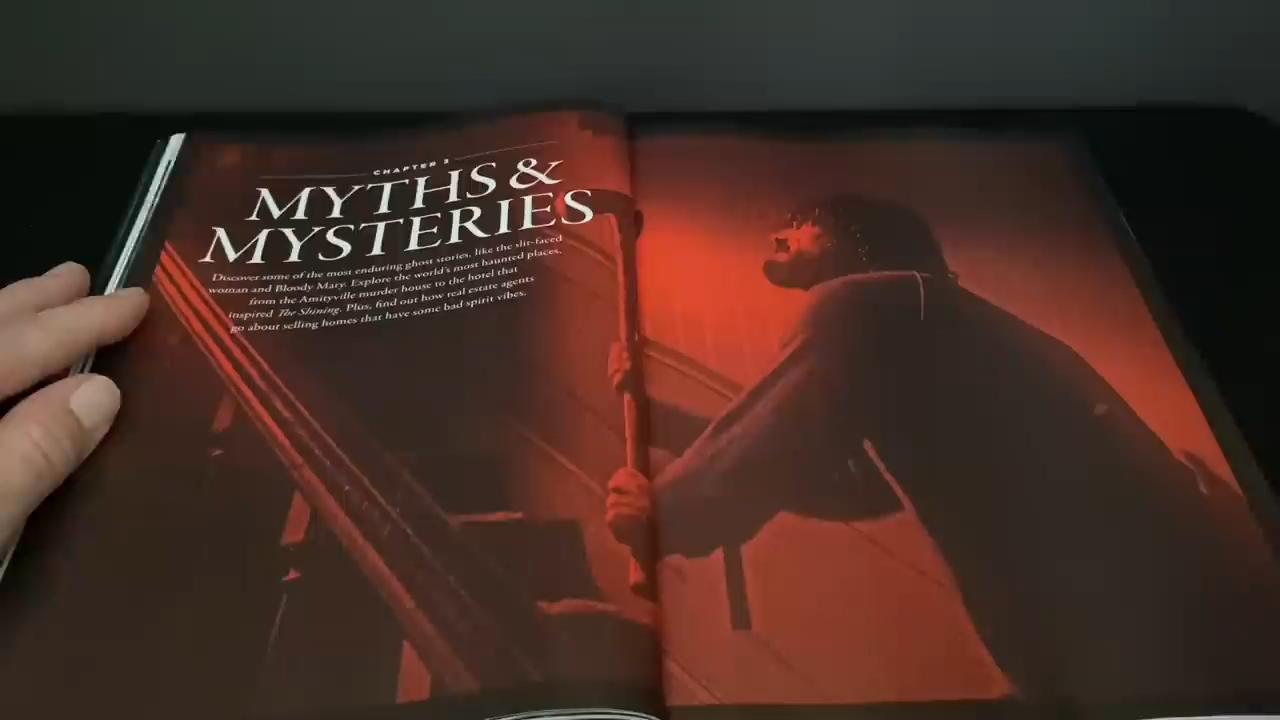 CHAPTER 3
MYTHS &
MYSTERIES
Discover some of the most enduring ghost stories, like the slit-faced
woman and Bloody Mary. Explore the world's most haunted places,
from the Amityville murder house to the hotel that
inspired The Shining. Plus, find out how real estate agents
go about selling homes that have some bad spirit vibes.